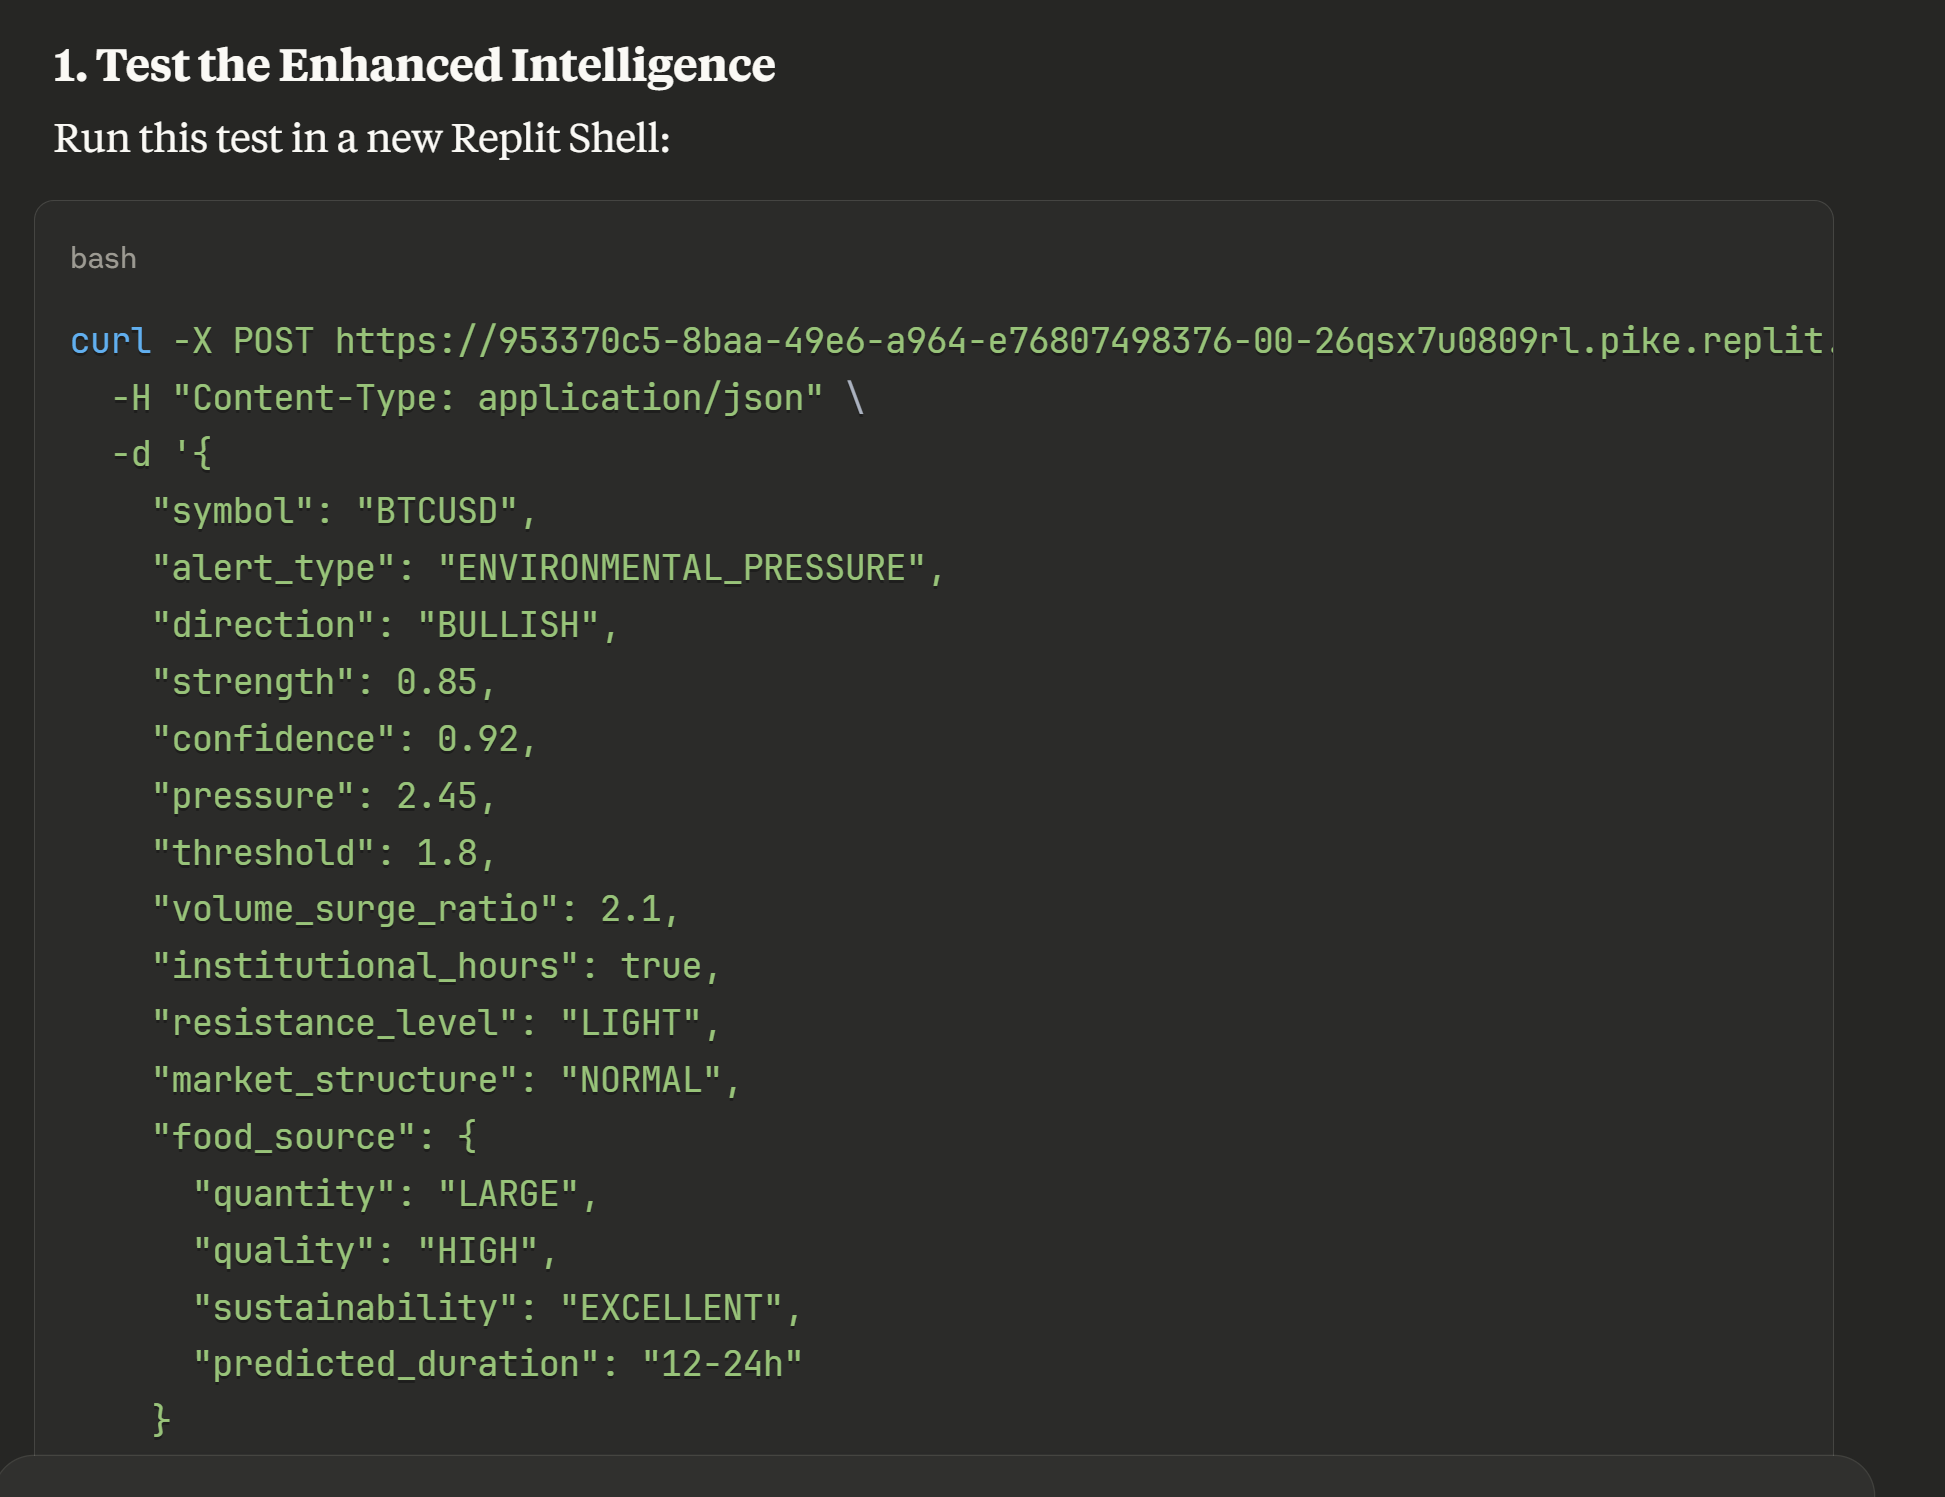 1. Test the Enhanced Intelligence
Run this test in a new Replit Shell:
bash
curl -X POST https://953370c5-8baa-49e6-a964-e76807498376-00-26qsx7u0809rl.pike.replit.
-H "Content-Type: application/json" \
-d '{
"symbol": "BTCUSD",
"alert_type": "ENVIRONMENTAL_PRESSURE",
"direction": "BULLISH",
"strength": 0.85,
"confidence": 0.92,
"pressure": 2.45,
"threshold": 1.8,
"volume_surge_ratio": 2.1,
"institutional_hours": true,
"resistance_level": "LIGHT",
"market_structure": "NORMAL",
"food_source": {
"quantity": "LARGE",
"quality": "HIGH",
"sustainability": "EXCELLENT",
"predicted_duration": "12-24h"
}